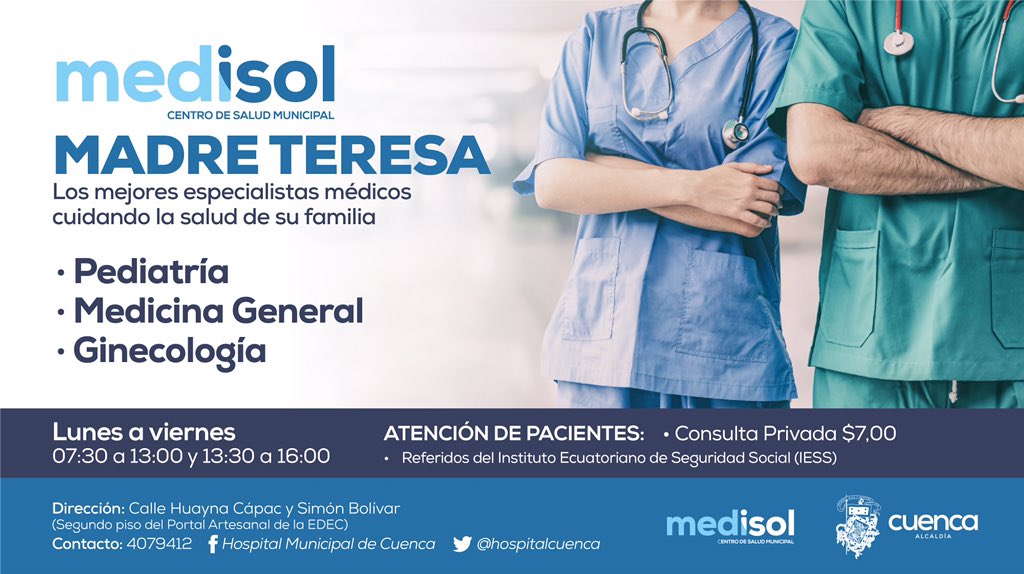 medisol
CENTRO DE SALUD MUNICIPAL
MADRE TERESA
Los mejores especialistas médicos
cuidando la salud de su familia
• Pediatría
• Medicina General
• Ginecología
Lunes a viernes
07:30 a 13:00 y 13:30 a 16:00
ATENCIÓN DE PACIENTES: • Consulta Privada $7,00
• Referidos del Instituto Ecuatoriano de Seguridad Social (IESS)
Dirección: Calle Huayna Cápac y Simón Bolívar
(Segundo piso del Portal Artesanal de la EDEC)
Contacto: 4079412 f Hospital Municipal de Cuenca @hospitalcuenca
medisol
CENTRO DE SALUD MUNICIPAL
cuenca
ALCALDÍA